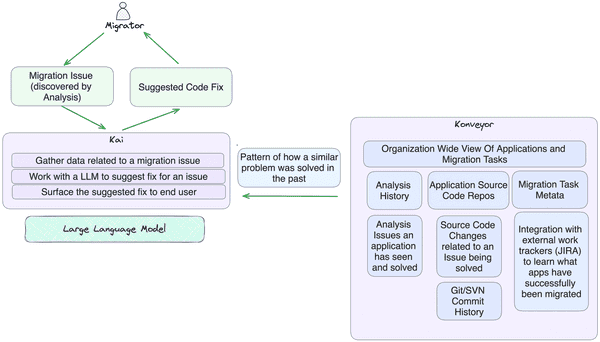 Migrator
Migration Issue
(discovered by
Analysis)
Suggested Code Fix
Kai
Gather data related to a migration issue
Work with a LLM to suggest fix for an issue
Surface the suggested fix to end user
Large Language Model
Pattern of how a similar
problem was solved in
the past
Konveyor
Organization Wide View Of Applications and
Migration Tasks
Analysis
History
Application Source
Code Repos
Migration Task
Metata
Analysis
Issues an
application
has seen
and solved
Source Code
Changes
related to an
Issue being
solved
Git/SVN
Commit
History
Integration with
external work
trackers (JIRA)
to learn what
apps have
successfully
been migrated